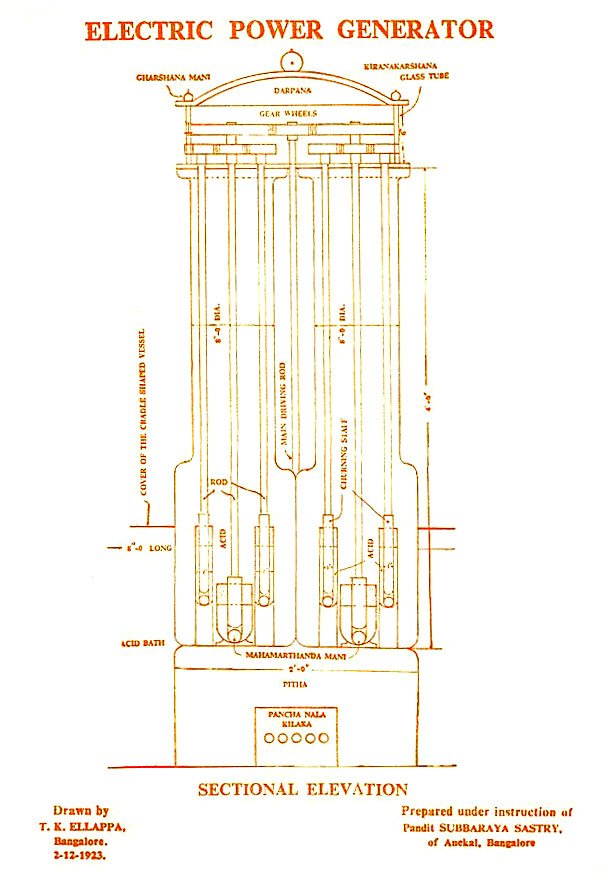 ELECTRIC POWER GENERATOR
GHARSHANA MANI
KIRANAKARSHANA
GLASS TUBE
DARPANA
GEAR WHEELS
8"-0 DIA.
8"-0 DIA.
COVER OF THE CRADLE SHAPED VESSEL
MAIN DRIVING ROD
CHURNING STAFF
ROD
ACID
ACID
8"-0 LONG
ACID BATH
MAHAMARTHANDA MANI
2'-0"
PITHA
PANCHA NALA
KILAKA
SECTIONAL ELEVATION
Drawn by
T. K. ELLAPPA,
Bangalore.
2-12-1923.
Prepared under instruction of
Pandit SUBBARAYA SASTRY,
of Anekal, Bangalore